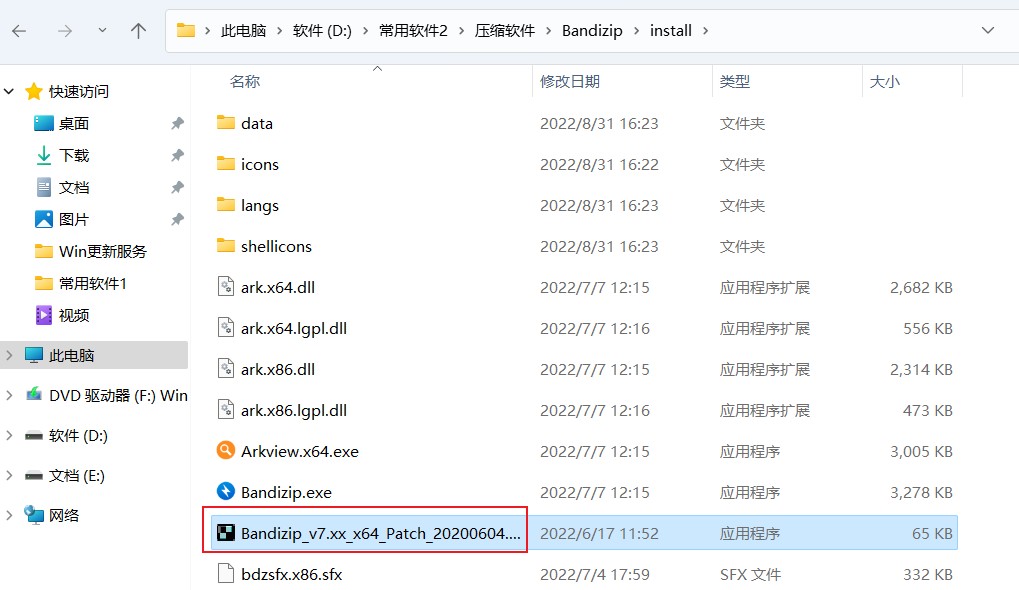 此电脑 软件 (D:) 常用软件2 压缩软件 Bandizip install
名称 修改日期 类型 大小
快速访问
桌面
下载
文档
图片
Win更新服务
常用软件1
视频
此电脑
DVD 驱动器 (F:) Win
软件 (D:)
文档 (E:)
网络
data 2022/8/31 16:23 文件夹
icons 2022/8/31 16:22 文件夹
langs 2022/8/31 16:23 文件夹
shellicons 2022/8/31 16:23 文件夹
ark.x64.dll 2022/7/7 12:15 应用程序扩展 2,682 KB
ark.x64.lgpl.dll 2022/7/7 12:16 应用程序扩展 556 KB
ark.x86.dll 2022/7/7 12:15 应用程序扩展 2,314 KB
ark.x86.lgpl.dll 2022/7/7 12:16 应用程序扩展 473 KB
Arkview.x64.exe 2022/7/7 12:15 应用程序 3,005 KB
Bandizip.exe 2022/7/7 12:15 应用程序 3,278 KB
Bandizip_v7.xx_x64_Patch_20200604.... 2022/6/17 11:52 应用程序 65 KB
bdzsfx.x86.sfx 2022/7/4 17:59 SFX 文件 332 KB